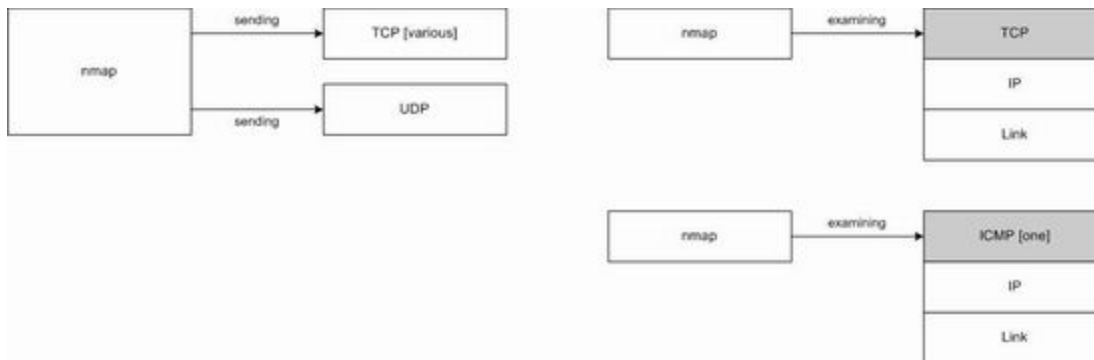 sending
TCP [various]
nmap
UDP
sending
nmap
examining
TCP
IP
Link
nmap
examining
ICMP [one]
IP
Link